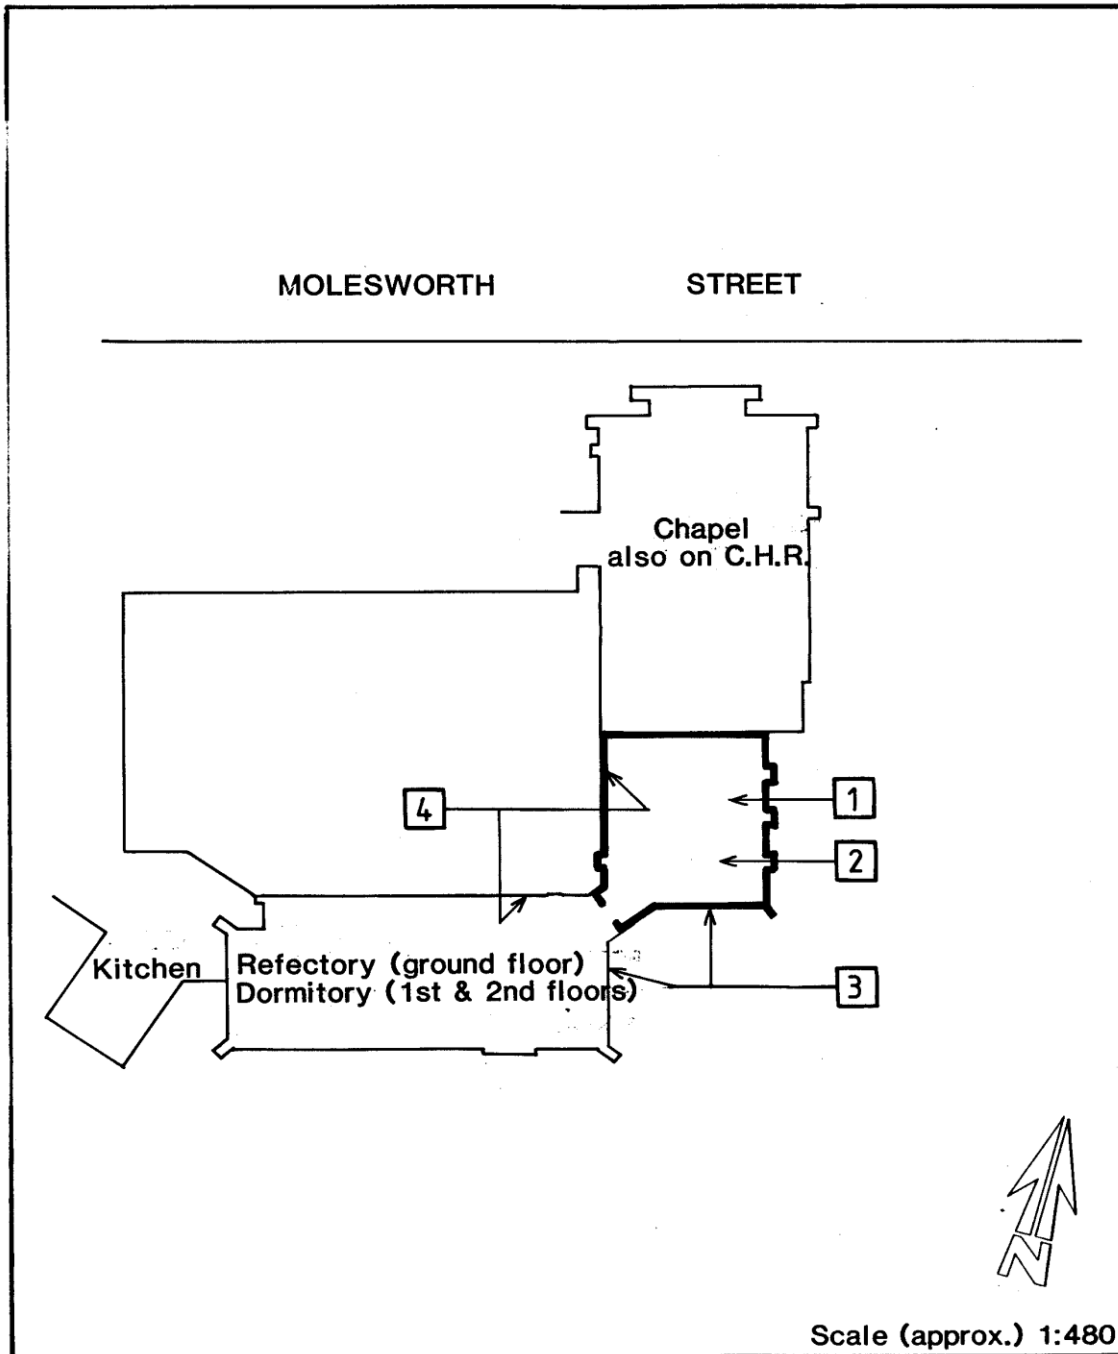 MOLESWORTH STREET
Chapel
also on C.H.R.
4
1
2
Kitchen
Refectory (ground floor)
Dormitory (1st & 2nd floors)
3
N
Scale (approx.) 1:480